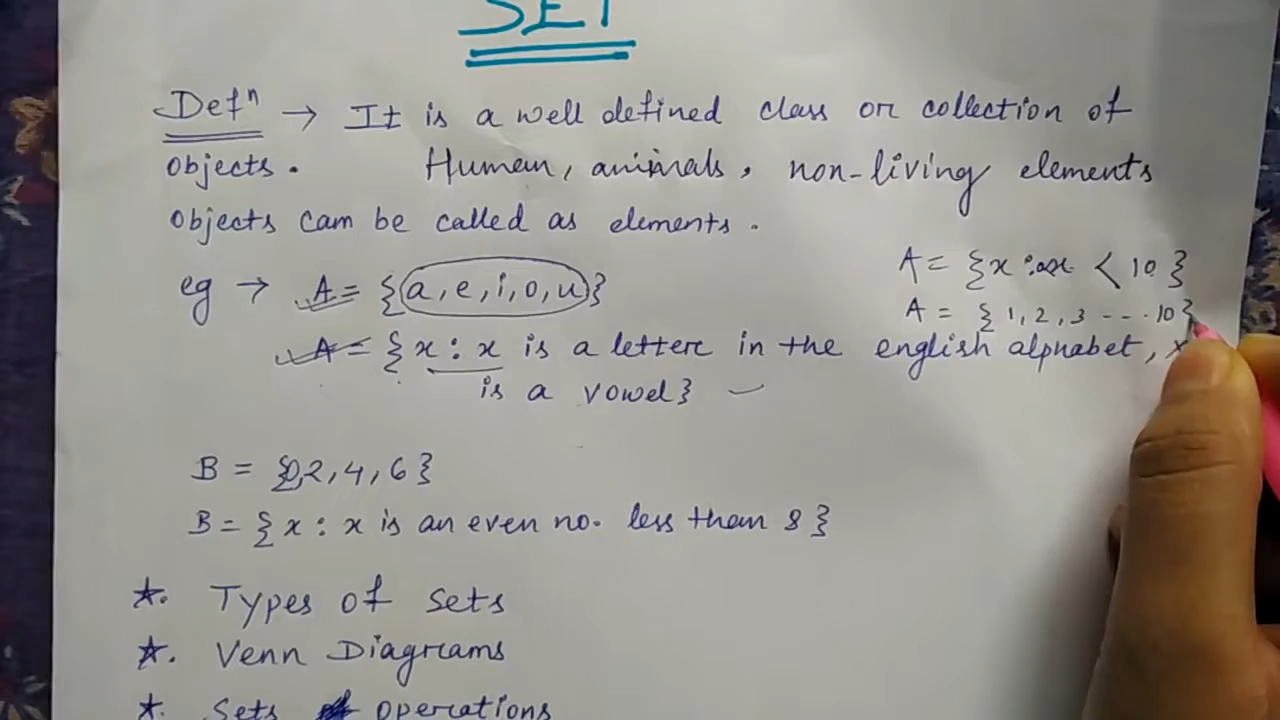 SET
Defⁿ → It is a well defined class or collection of
objects. Human, animals, non-living elements
objects can be called as elements.
A = {x : x < 10}
eg → A = {a, e, i, o, u}
A = {1, 2, 3 --- 10}
A = {x : x is a letter in the english alphabet, x
is a vowel}
B = {0,2,4,6}
B = {x : x is an even no. less than 8}
★. Types of sets
★. Venn Diagrams
★. Sets operations